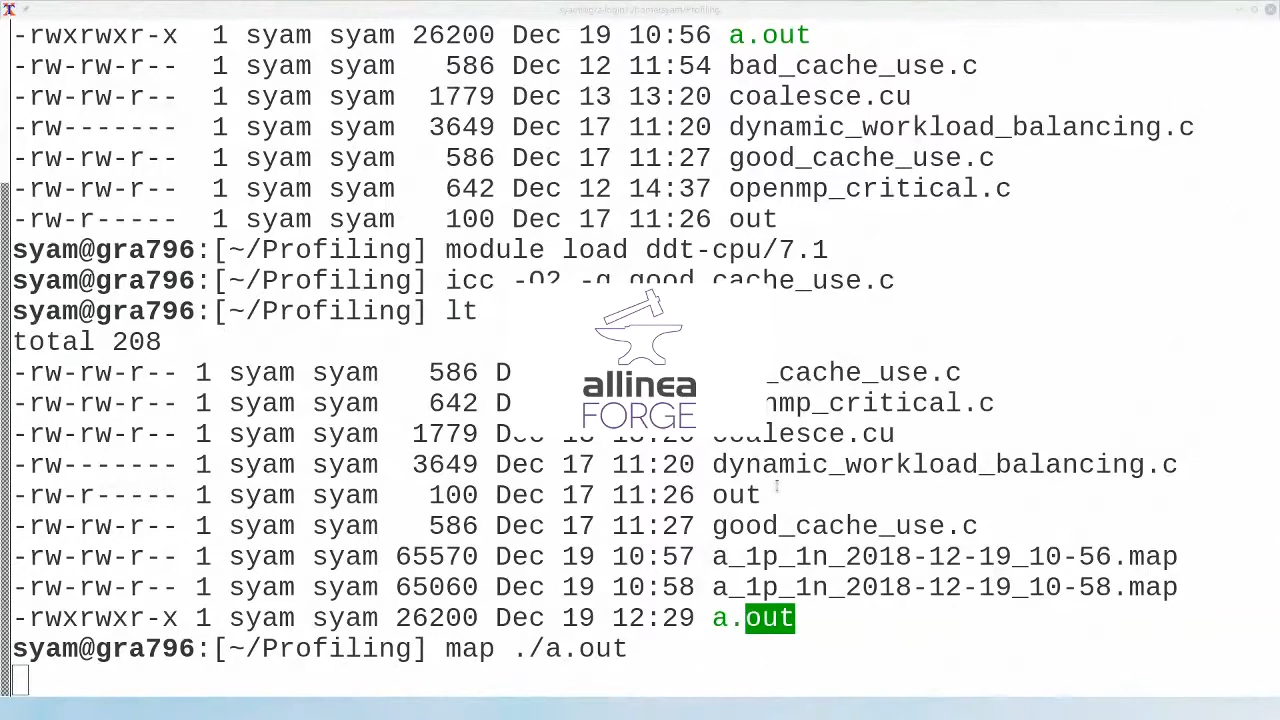 -rwxrwxr-x  1 syam syam 26200 Dec 19 10:56 a.out
-rw-rw-r--  1 syam syam   586 Dec 12 11:54 bad_cache_use.c
-rw-rw-r--  1 syam syam  1779 Dec 13 13:20 coalesce.cu
-rw-------  1 syam syam  3649 Dec 17 11:20 dynamic_workload_balancing.c
-rw-rw-r--  1 syam syam   586 Dec 17 11:27 good_cache_use.c
-rw-rw-r--  1 syam syam   642 Dec 12 14:37 openmp_critical.c
-rw-r-----  1 syam syam   100 Dec 17 11:26 out
syam@gra796:[~/Profiling] module load ddt-cpu/7.1
syam@gra796:[~/Profiling] icc -O2 -g good_cache_use.c
syam@gra796:[~/Profiling] lt
total 208
-rw-rw-r-- 1 syam syam   586 D _cache_use.c
-rw-rw-r-- 1 syam syam   642 D nmp_critical.c
-rw-rw-r-- 1 syam syam  1779 Dec 13 13:20 coalesce.cu
-rw------- 1 syam syam  3649 Dec 17 11:20 dynamic_workload_balancing.c
-rw-r----- 1 syam syam   100 Dec 17 11:26 out
-rw-rw-r-- 1 syam syam   586 Dec 17 11:27 good_cache_use.c
-rw-rw-r-- 1 syam syam 65570 Dec 19 10:57 a_1p_1n_2018-12-19_10-56.map
-rw-rw-r-- 1 syam syam 65060 Dec 19 10:58 a_1p_1n_2018-12-19_10-58.map
-rwxrwxr-x 1 syam syam 26200 Dec 19 12:29 a.out
syam@gra796:[~/Profiling] map ./a.out
allinea
FORGE